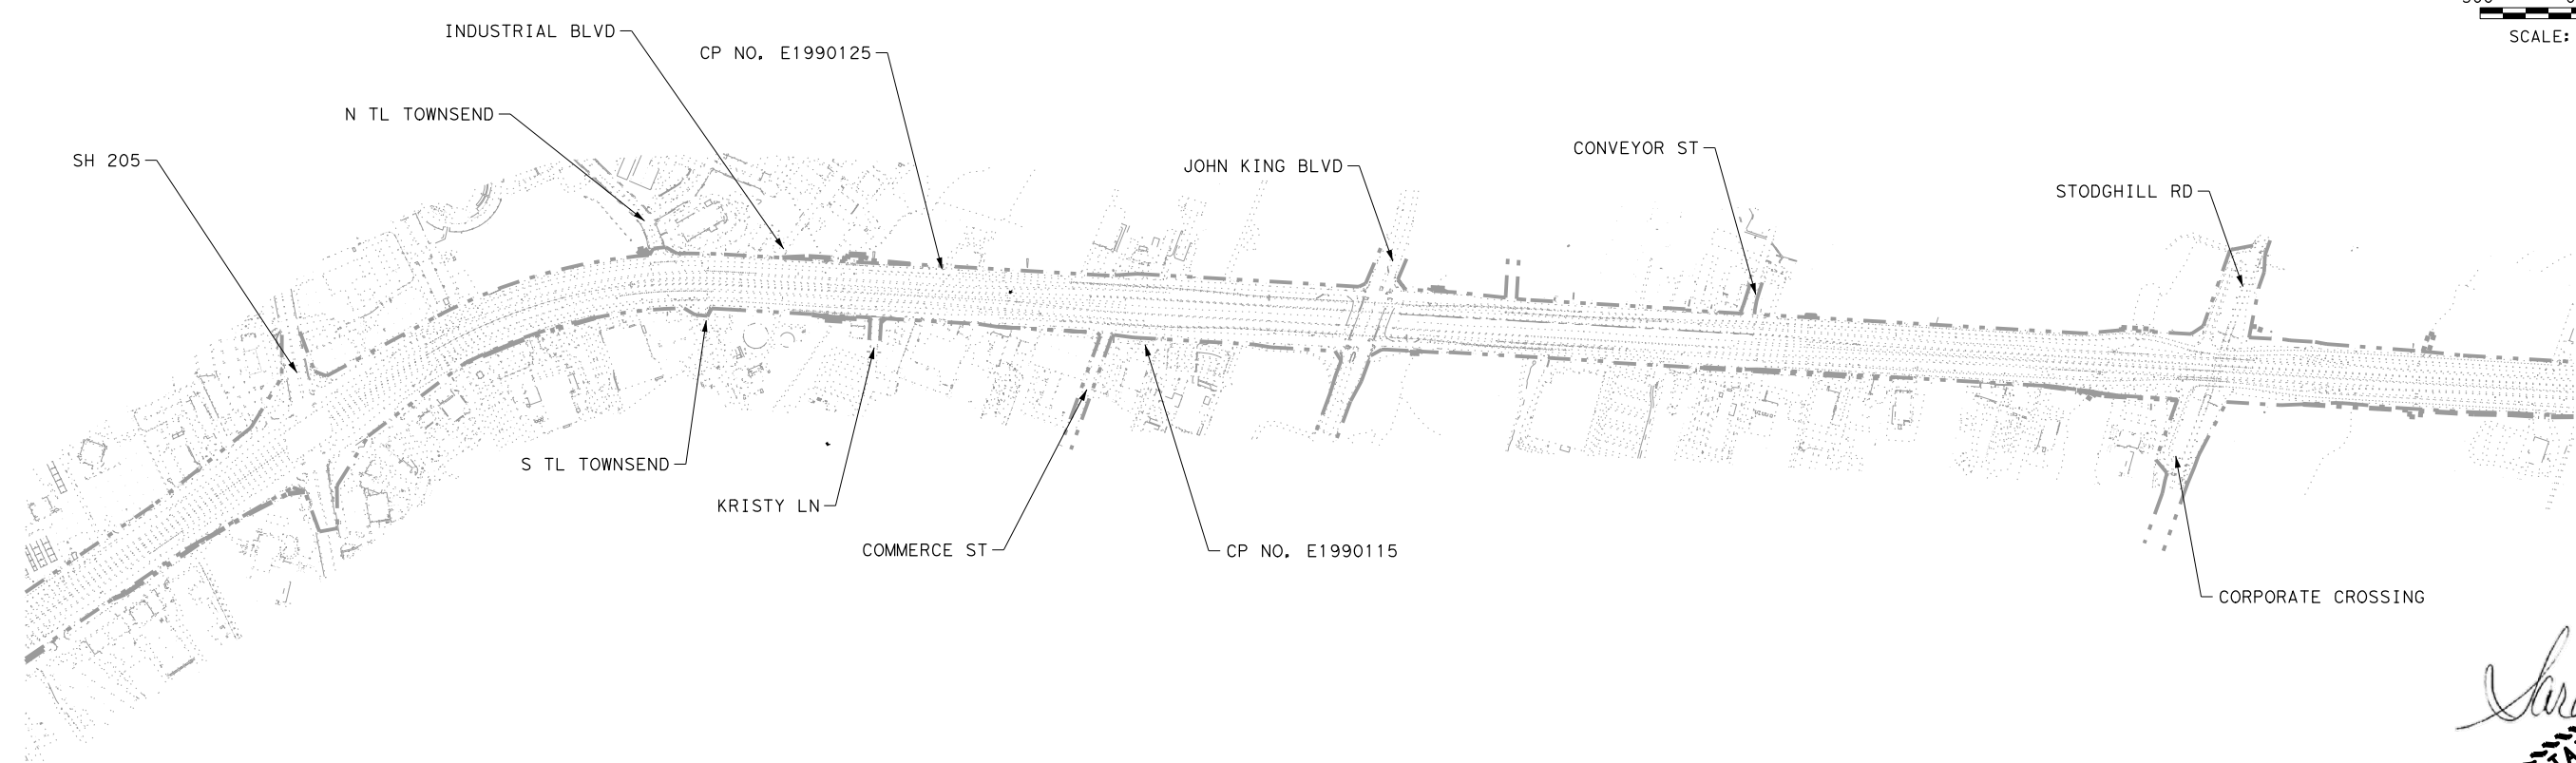 INDUSTRIAL BLVD
CP NO. E1990125
SCALE:
N TL TOWNSEND
SH 205
JOHN KING BLVD
CONVEYOR ST
STODGHILL RD
S TL TOWNSEND
KRISTY LN
COMMERCE ST
CP NO. E1990115
CORPORATE CROSSING